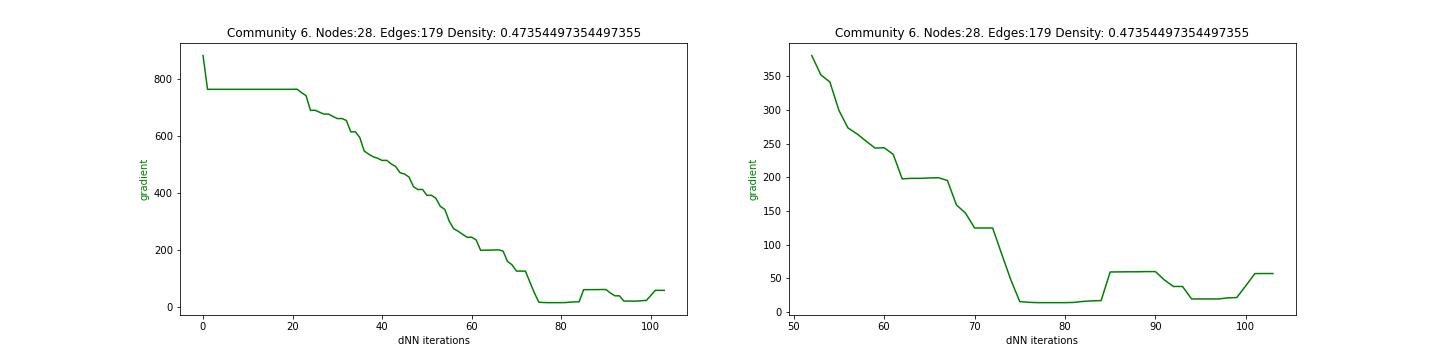 Community 6. Nodes:28. Edges:179 Density: 0.47354497354497355
gradient
800
600
400
200
0
0 20 40 60 80 100
dNN iterations
Community 6. Nodes:28. Edges:179 Density: 0.47354497354497355
gradient
350
300
250
200
150
100
50
0
50 60 70 80 90 100
dNN iterations